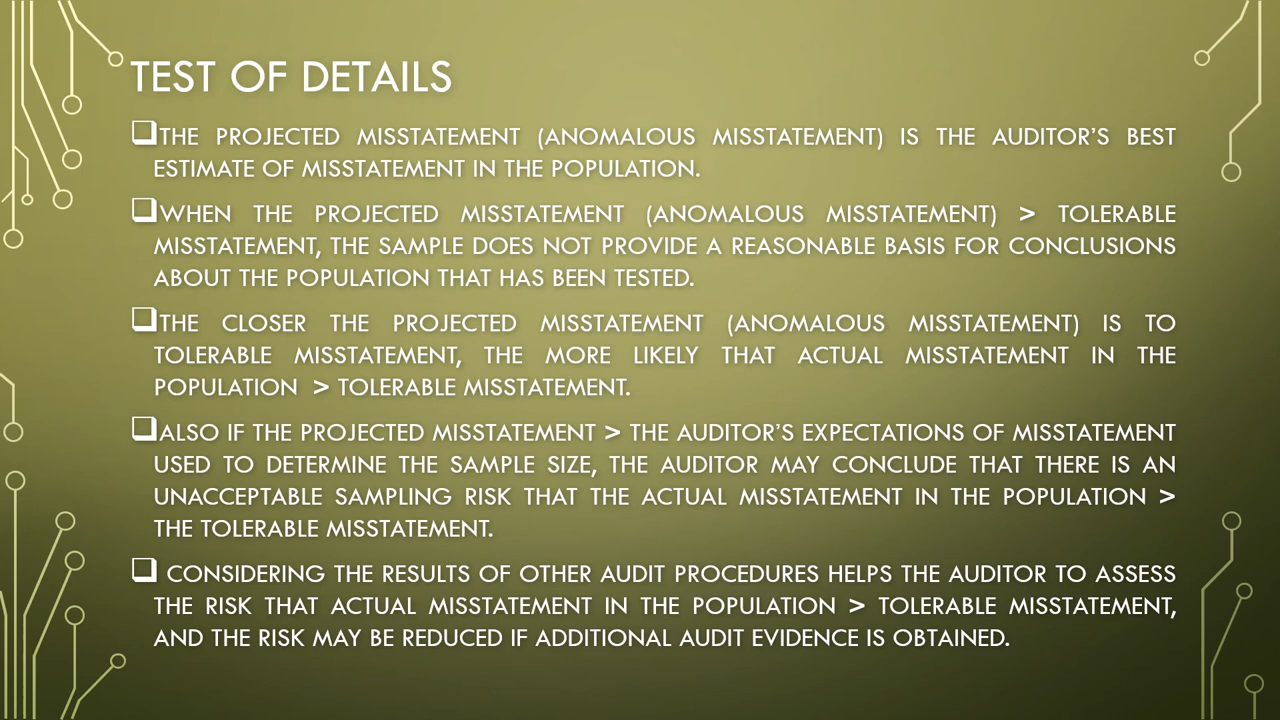 TEST OF DETAILS
❑THE PROJECTED MISSTATEMENT (ANOMALOUS MISSTATEMENT) IS THE AUDITOR’S BEST
ESTIMATE OF MISSTATEMENT IN THE POPULATION.
❑WHEN THE PROJECTED MISSTATEMENT (ANOMALOUS MISSTATEMENT) > TOLERABLE
MISSTATEMENT, THE SAMPLE DOES NOT PROVIDE A REASONABLE BASIS FOR CONCLUSIONS
ABOUT THE POPULATION THAT HAS BEEN TESTED.
❑THE CLOSER THE PROJECTED MISSTATEMENT (ANOMALOUS MISSTATEMENT) IS TO
TOLERABLE MISSTATEMENT, THE MORE LIKELY THAT ACTUAL MISSTATEMENT IN THE
POPULATION > TOLERABLE MISSTATEMENT.
❑ALSO IF THE PROJECTED MISSTATEMENT > THE AUDITOR’S EXPECTATIONS OF MISSTATEMENT
USED TO DETERMINE THE SAMPLE SIZE, THE AUDITOR MAY CONCLUDE THAT THERE IS AN
UNACCEPTABLE SAMPLING RISK THAT THE ACTUAL MISSTATEMENT IN THE POPULATION >
THE TOLERABLE MISSTATEMENT.
❑ CONSIDERING THE RESULTS OF OTHER AUDIT PROCEDURES HELPS THE AUDITOR TO ASSESS
THE RISK THAT ACTUAL MISSTATEMENT IN THE POPULATION > TOLERABLE MISSTATEMENT,
AND THE RISK MAY BE REDUCED IF ADDITIONAL AUDIT EVIDENCE IS OBTAINED.